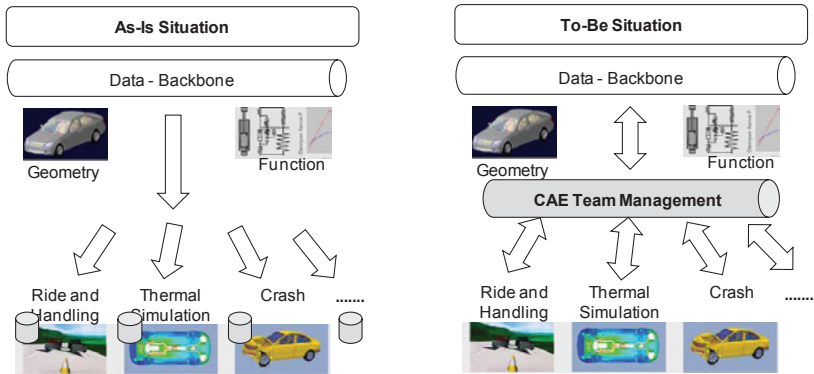 As-Is Situation
Data - Backbone
Geometry
Function
Ride and
Handling
Thermal
Simulation
Crash
.......
To-Be Situation
Data - Backbone
Geometry
Function
CAE Team Management
Ride and
Handling
Thermal
Simulation
Crash
.......